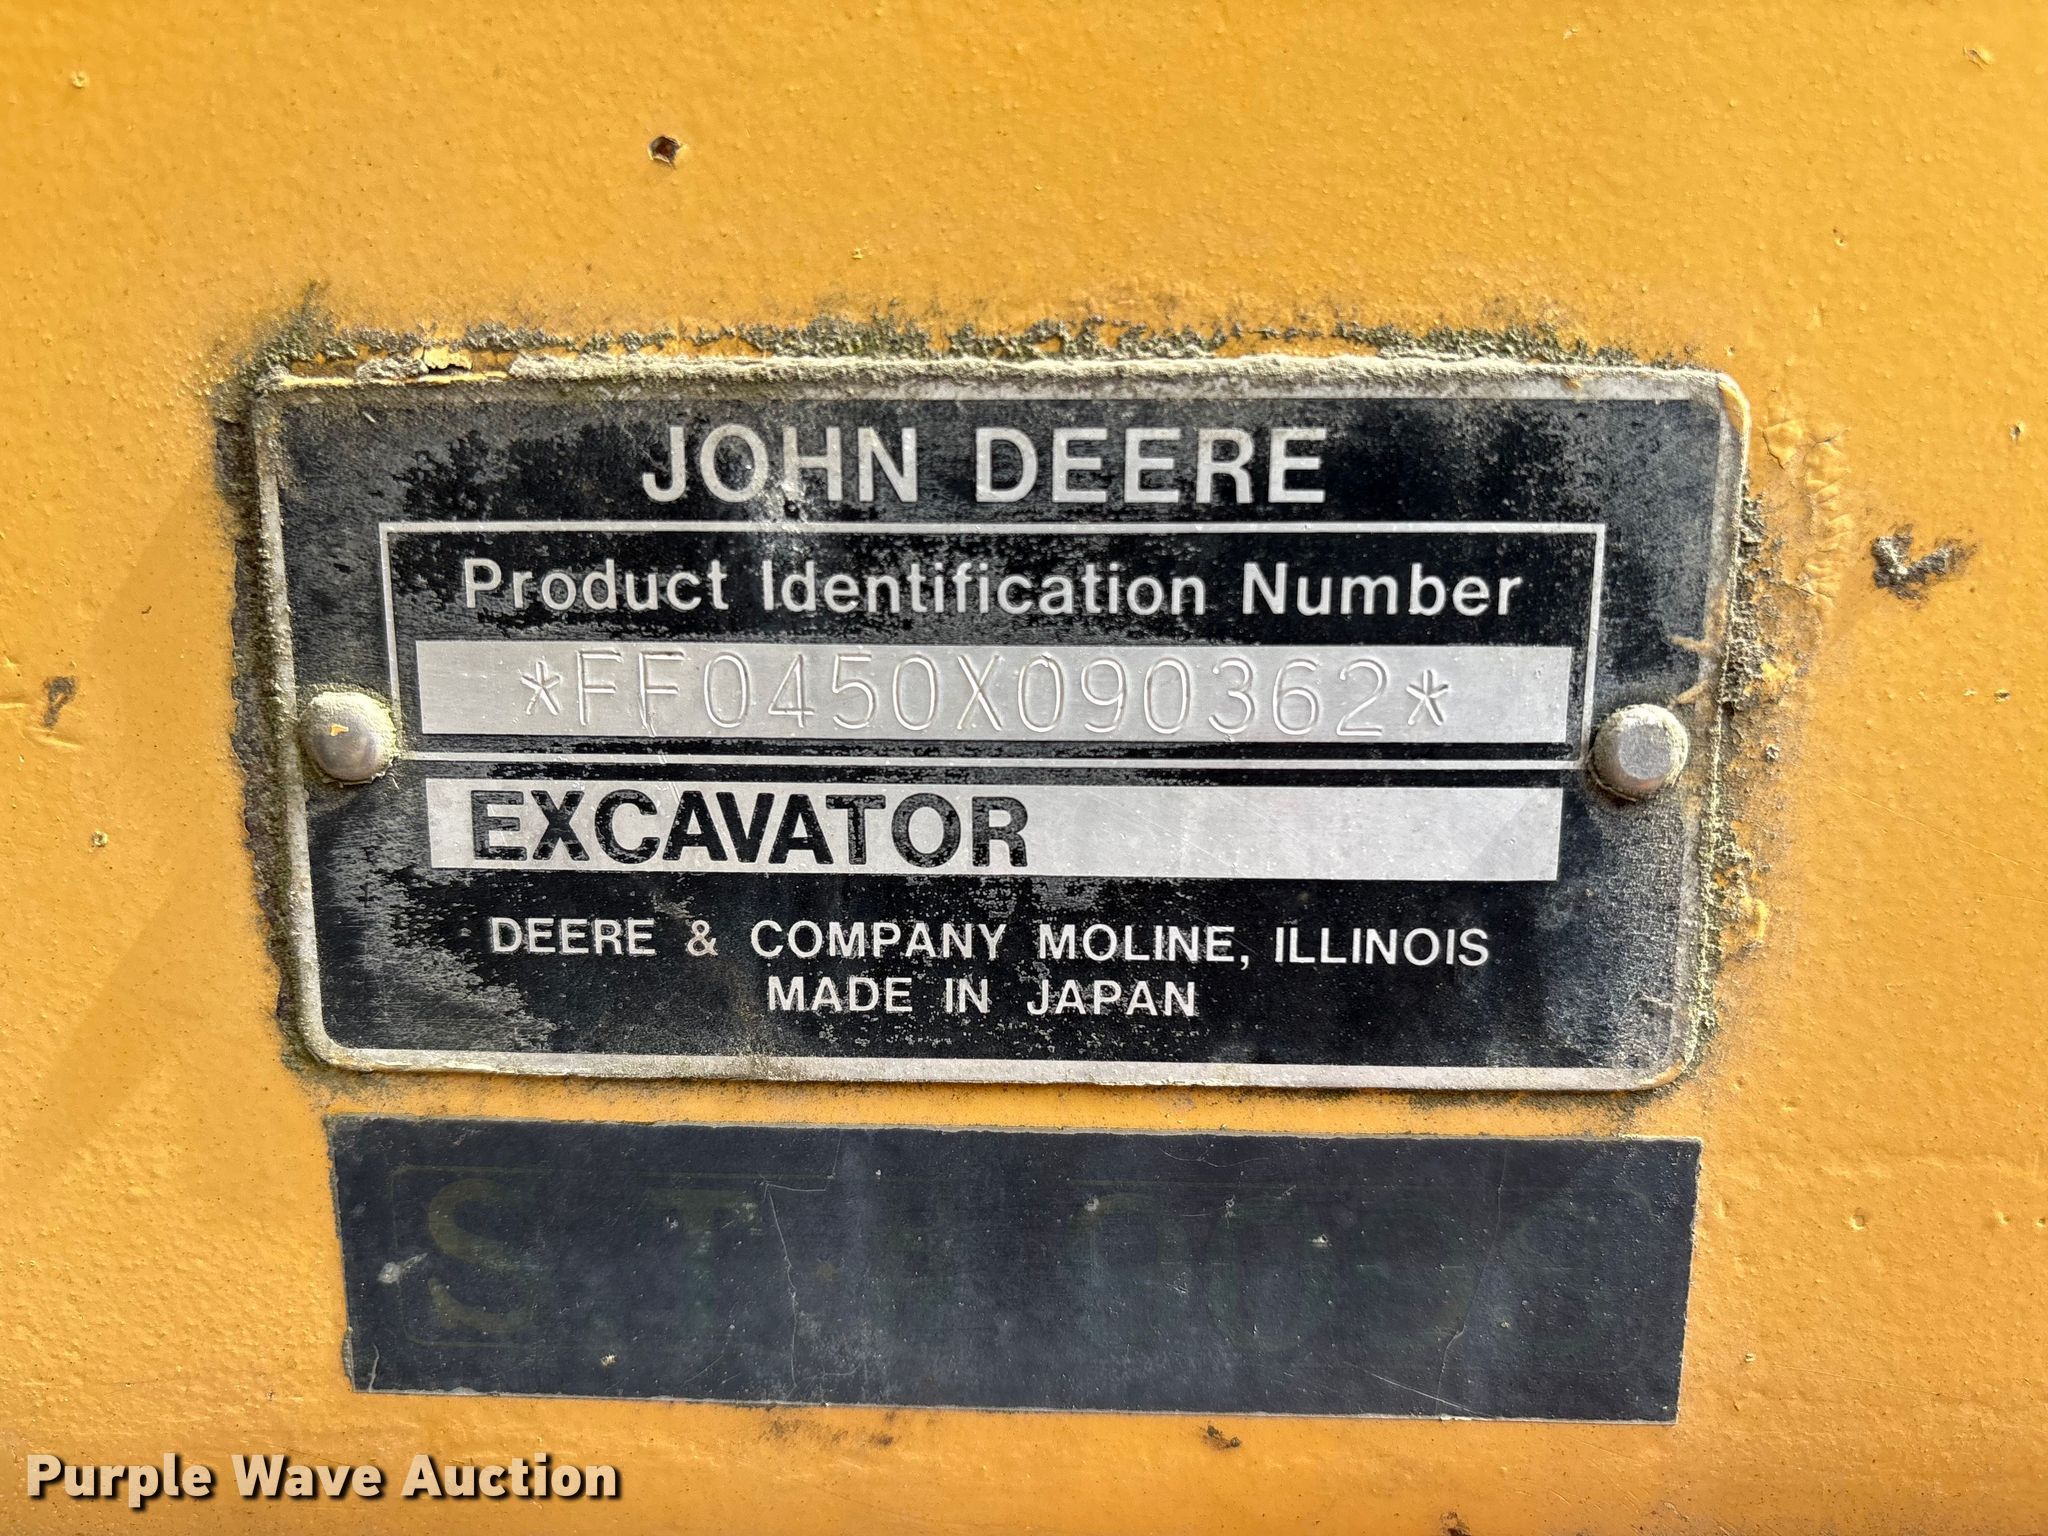 JOHN DEERE
Product Identification Number
*FF0450X090362*
EXCAVATOR
DEERE & COMPANY MOLINE, ILLINOIS
MADE IN JAPAN
Purple Wave Auction